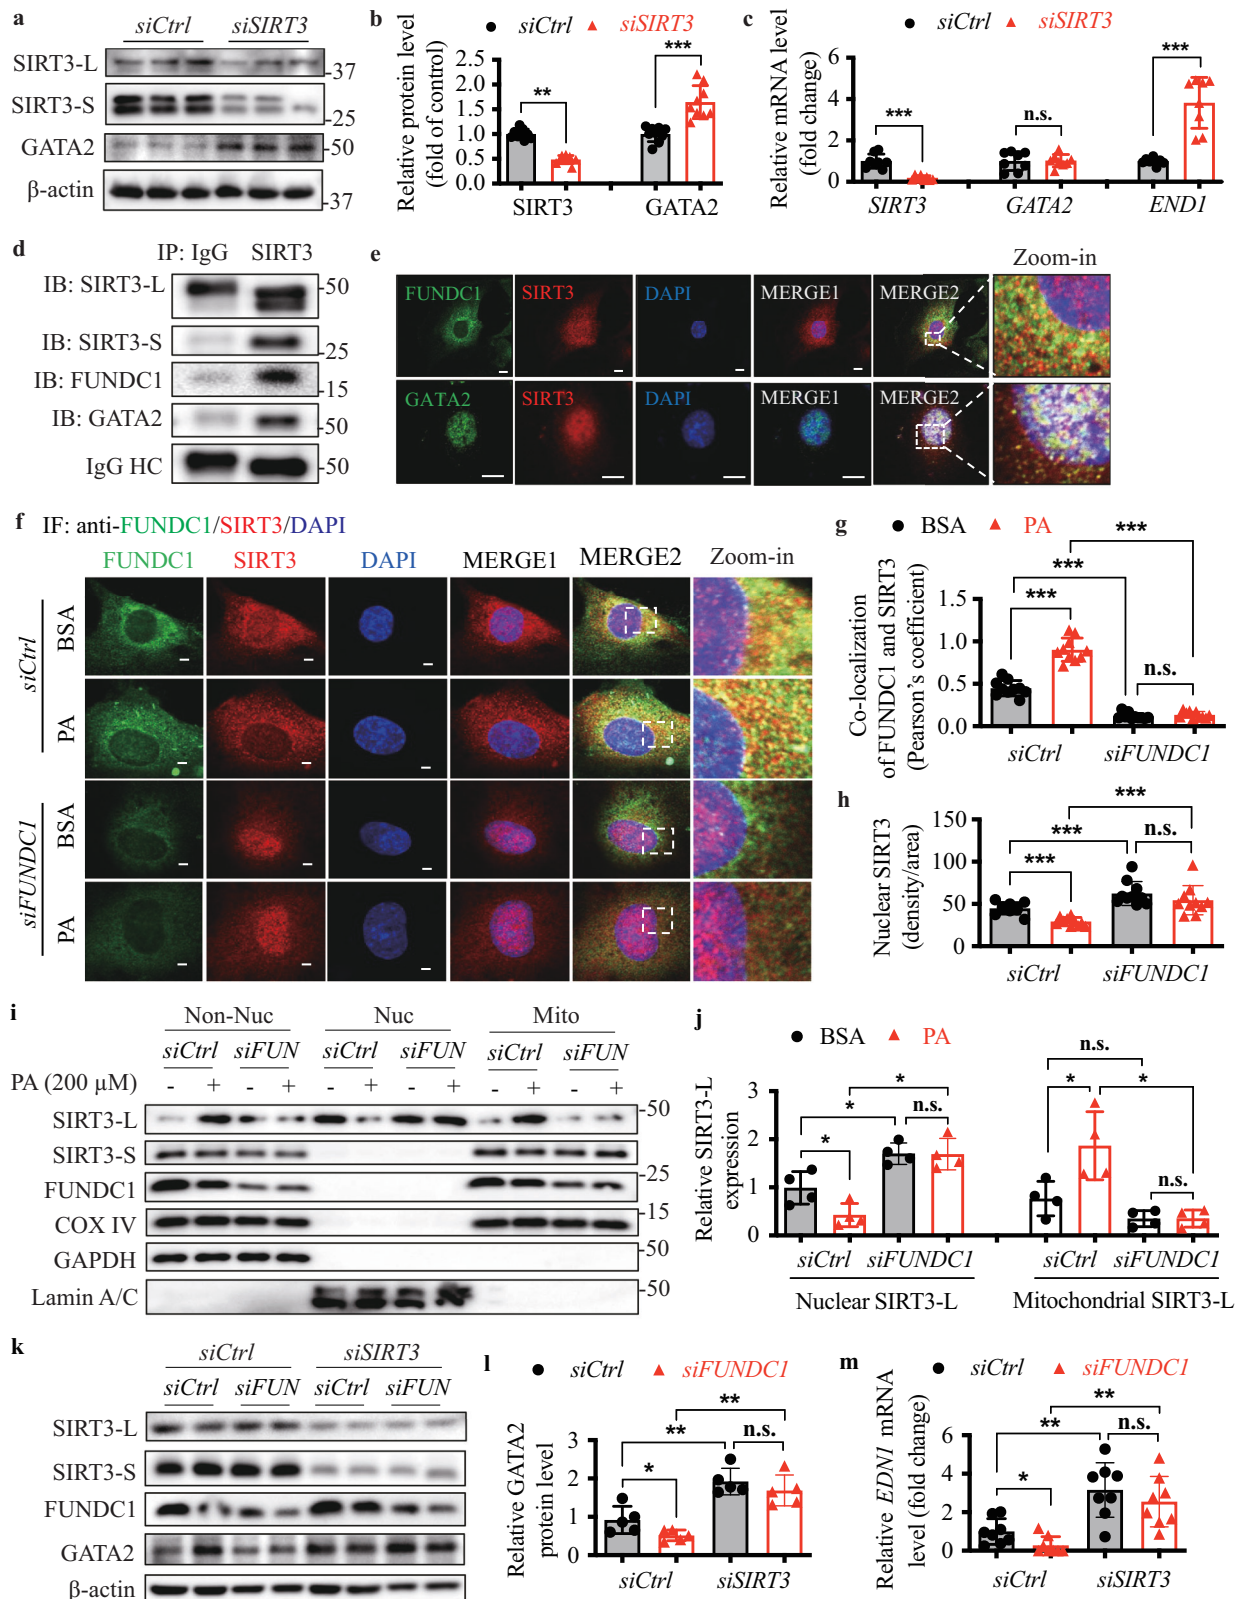 a
siCtrl siSIRT3
SIRT3-L
-37
SIRT3-S
-25
GATA2
-50
β-actin
-37
b
siCtrl siSIRT3
Relative protein level
(fold of control)
2.5
2.0
1.5
1.0
0.5
0.0
** ***
SIRT3 GATA2
c
siCtrl siSIRT3
Relative mRNA level
(fold change)
6
4
2
0
*** n.s. ***
SIRT3 GATA2 END1
d
IP: IgG SIRT3
IB: SIRT3-L
-50
IB: SIRT3-S
-25
IB: FUNDC1
-15
IB: GATA2
-50
IgG HC
-50
e
Zoom-in
FUNDC1 SIRT3 DAPI MERGE1 MERGE2
GATA2 SIRT3 DAPI MERGE1 MERGE2
f IF: anti-FUNDC1/SIRT3/DAPI
FUNDC1 SIRT3 DAPI MERGE1 MERGE2 Zoom-in
siCtrl
BSA
PA
siFUNDC1
BSA
PA
g
BSA PA
Co-localization
of FUNDC1 and SIRT3
(Pearson's coefficient)
1.5
1.0
0.5
0.0
***
***
***
n.s.
siCtrl siFUNDC1
h
Nuclear SIRT3
(density/area)
150
100
50
0
***
***
***
n.s.
siCtrl siFUNDC1
i
Non-Nuc Nuc Mito
siCtrl siFUN siCtrl siFUN siCtrl siFUN
PA (200 µM) - + - + - + - + - + - +
SIRT3-L
-50
SIRT3-S
-25
FUNDC1
-15
COX IV
GAPDH
-50
Lamin A/C
-50
j
BSA PA
Relative SIRT3-L
expression
3
2
1
0
*
*
*
n.s.
n.s.
* *
n.s.
siCtrl siFUNDC1 siCtrl siFUNDC1
Nuclear SIRT3-L Mitochondrial SIRT3-L
k
siCtrl siSIRT3
siCtrl siFUN siCtrl siFUN
SIRT3-L
SIRT3-S
FUNDC1
GATA2
β-actin
l
siCtrl siFUNDC1
Relative GATA2
protein level
3
2
1
0
**
**
*
n.s.
siCtrl siSIRT3
m
siCtrl siFUNDC1
Relative EDN1 mRNA
level (fold change)
6
4
2
0
**
**
*
n.s.
siCtrl siSIRT3